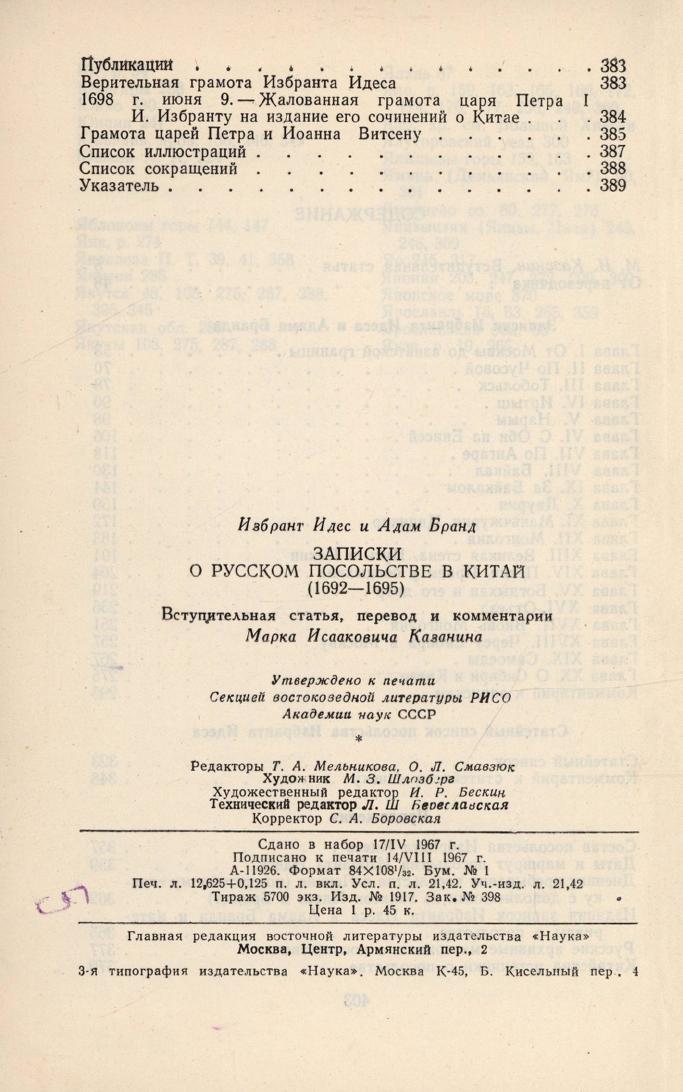 Публикации . . . . . . . . . . . . . 383
Верительная грамота Избранта Идеса 383
1698 г. июня 9. — Жалованная грамота царя Петра I
И. Избранту на издание его сочинений о Китае . . . 384
Грамота царей Петра и Иоанна Витсену . . . . . . 385
Список иллюстраций . . . . . . . . . . . 387
Список сокращений . . . . . . . . . . . 388
Указатель . . . . . . . . . . . . . . 389
Избрант Идес и Адам Бранд
ЗАПИСКИ
О РУССКОМ ПОСОЛЬСТВЕ В КИТАЙ
(1692—1695)
Вступительная статья, перевод и комментарии
Марка Исааковича Казанина
Утверждено к печати
Секцией востоковедной литературы РИСО
Академии наук СССР
*
Редакторы Т. А. Мельникова, О. Л. Смавзюк
Художник М. З. Шлозберг
Художественный редактор И. Р. Бескин
Технический редактор Л. Ш Береславская
Корректор С. А. Боровская
Сдано в набор 17/IV 1967 г.
Подписано к печати 14/VIII 1967 г.
А-11926. Формат 84×108¹/₃₂. Бум. № 1
Печ. л. 12,625+0,125 п. л. вкл. Усл. п. л. 21,42. Уч.-изд. л. 21,42
Тираж 5700 экз. Изд. № 1917. Зак. № 398
Цена 1 р. 45 к.
Главная редакция восточной литературы издательства «Наука»
Москва, Центр, Армянский пер., 2
3-я типография издательства «Наука». Москва К-45, Б. Кисельный пер. 4